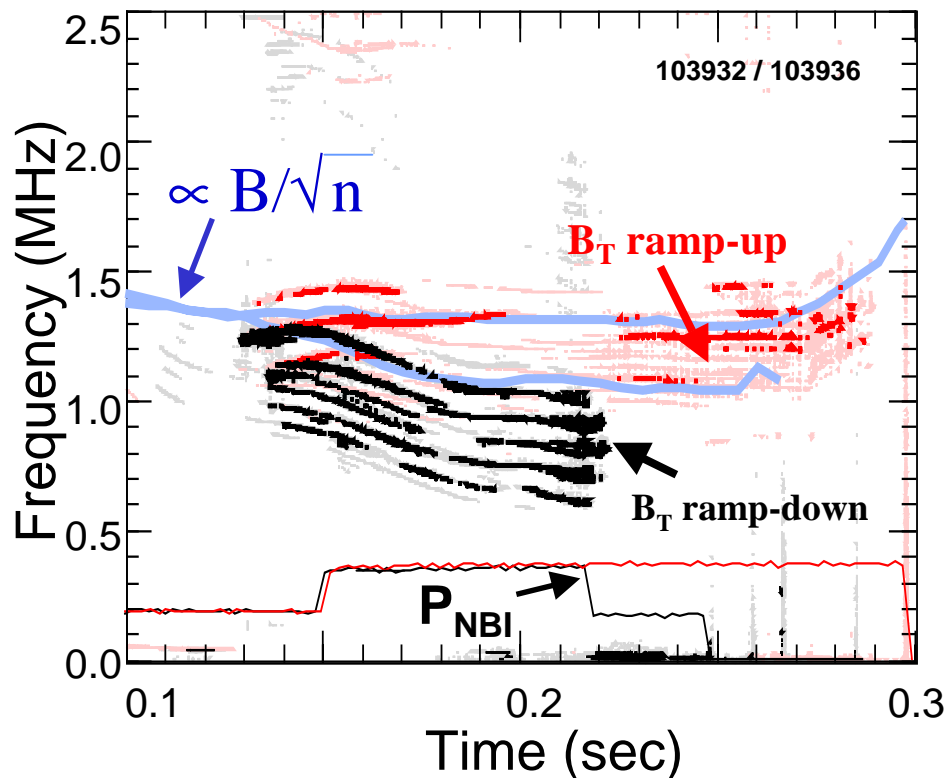 2.5
103932 / 103936
2.0
∝ B/√n
B_T ramp-up
1.5
1.0
B_T ramp-down
0.5
P_NBI
0.0
0.1 0.2 0.3
Frequency (MHz)
Time (sec)